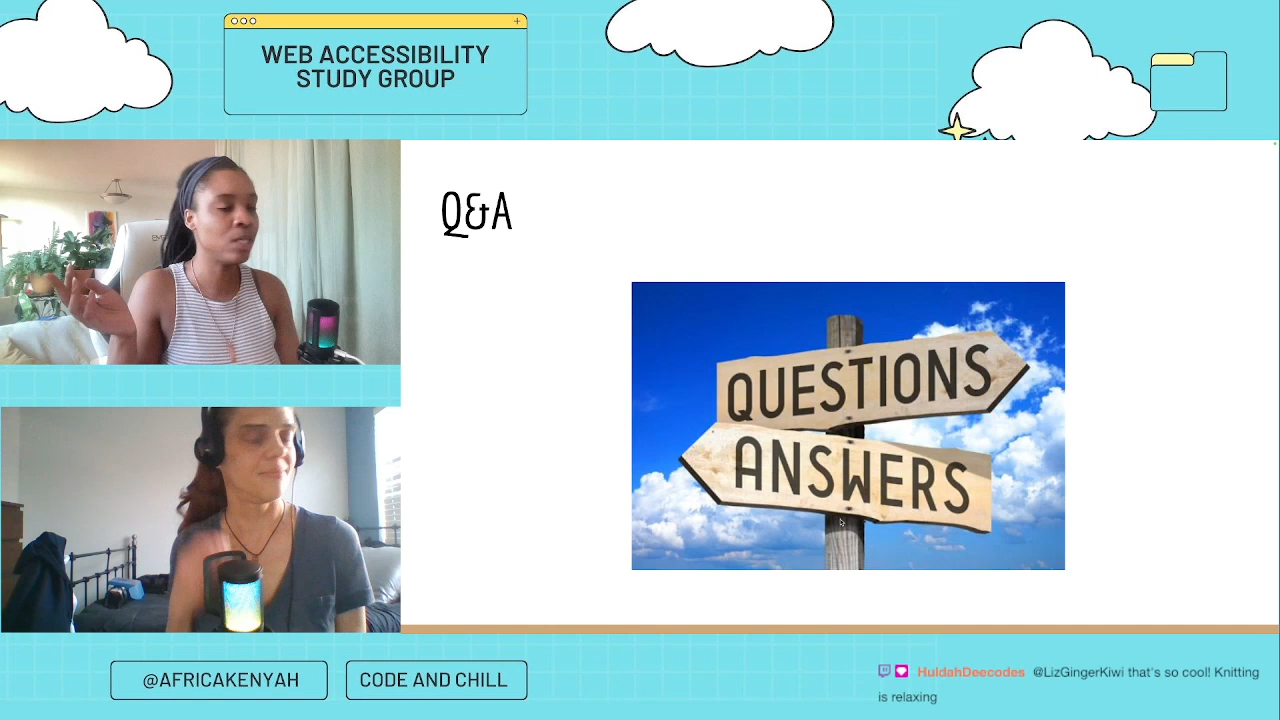 WEB ACCESSIBILITY
STUDY GROUP
Q&A
QUESTIONS
ANSWERS
@AFRICAKENYAH
CODE AND CHILL
HuldahDeecodes @LizGingerKiwi that's so cool! Knitting
is relaxing